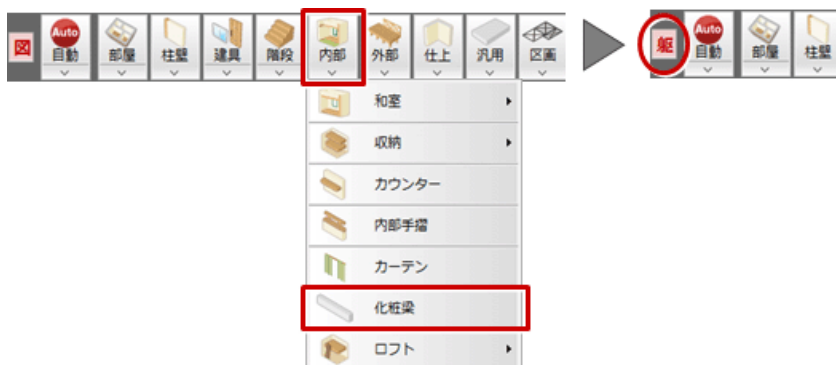 図 Auto 自動 部屋 柱壁 建具 階段 内部 外部 仕上 汎用 区画
躯 Auto 自動 部屋 柱壁
和室
収納
カウンター
内部手摺
カーテン
化粧梁
ロフト